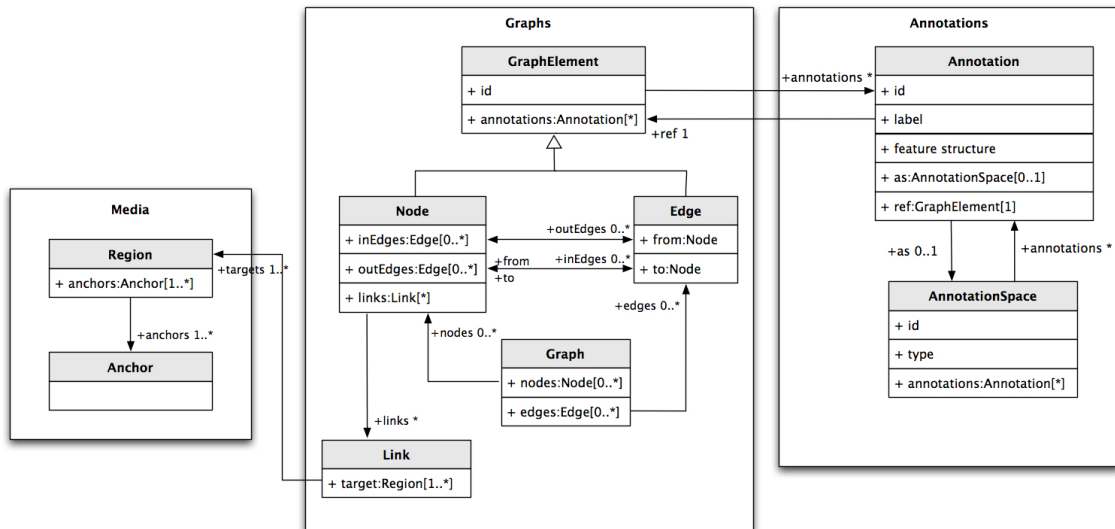 Graphs
GraphElement
+ id
+ annotations:Annotation[*]
+annotations *
+ref 1
Annotations
Annotation
+ id
+ label
+ feature structure
+ as:AnnotationSpace[0..1]
+ ref:GraphElement[1]
+as 0..1
+annotations *
AnnotationSpace
+ id
+ type
+ annotations:Annotation[*]
Node
+ inEdges:Edge[0..*]
+ outEdges:Edge[0..*]
+ links:Link[*]
+outEdges 0..*
+from
+inEdges 0..*
+to
Edge
+ from:Node
+ to:Node
+edges 0..*
+nodes 0..*
Graph
+ nodes:Node[0..*]
+ edges:Edge[0..*]
+links *
Link
+ target:Region[1..*]
Media
Region
+ anchors:Anchor[1..*]
+targets 1..*
+anchors 1..*
Anchor